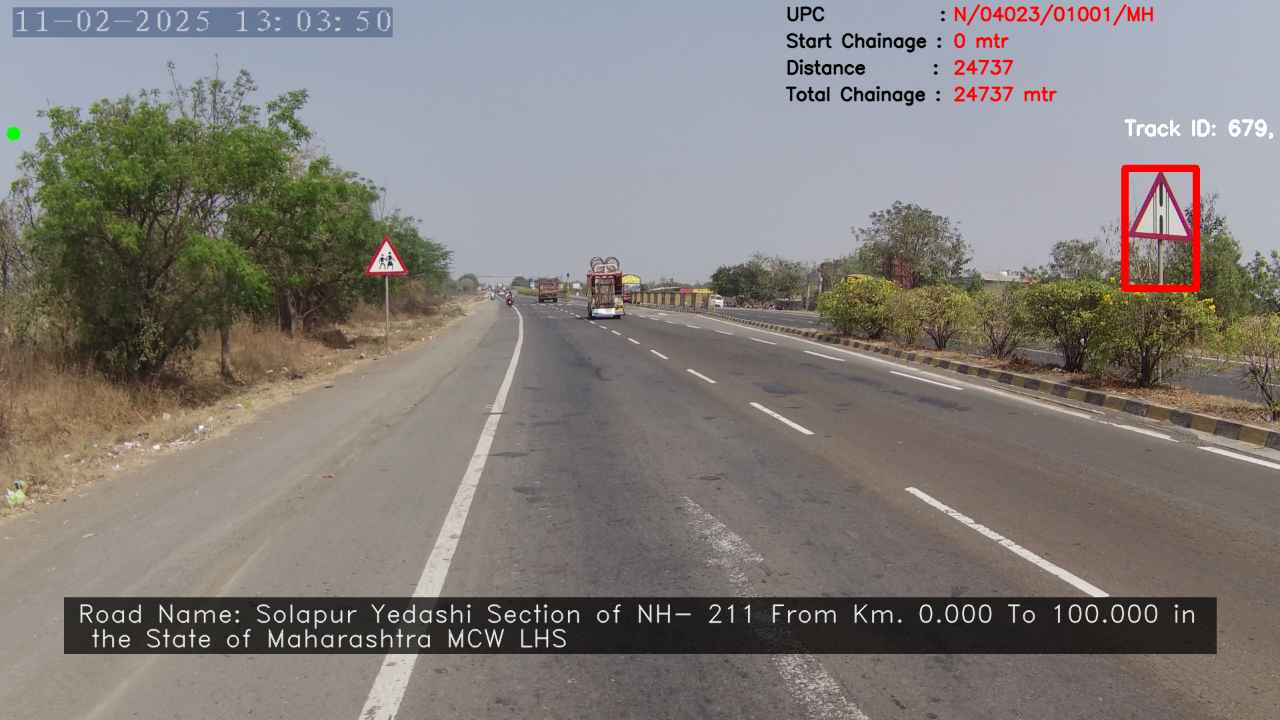 11-02-2025 13:03:50
UPC : N/04023/01001/MH
Start Chainage : 0 mtr
Distance : 24737
Total Chainage : 24737 mtr
Track ID: 679,
Road Name: Solapur Yedashi Section of NH- 211 From Km. 0.000 To 100.000 in
the State of Maharashtra MCW LHS